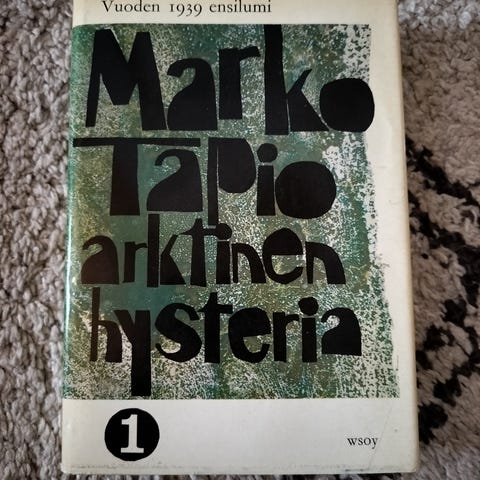 Vuoden 1939 ensilumi
Marko
Tapio
arktinen
hysteria
1
wsoy